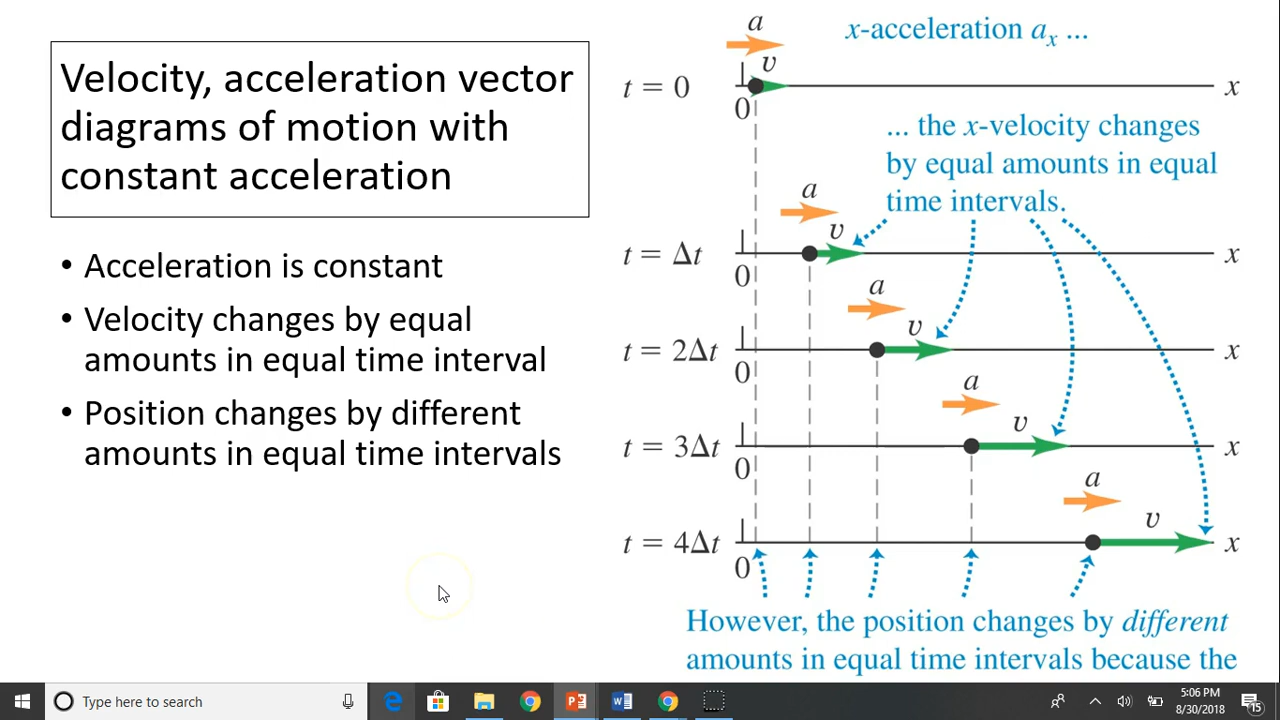 Velocity, acceleration vector
diagrams of motion with
constant acceleration
• Acceleration is constant
• Velocity changes by equal
amounts in equal time interval
• Position changes by different
amounts in equal time intervals
a
x-acceleration aₓ ...
v
t = 0
0
x
... the x-velocity changes
by equal amounts in equal
time intervals.
a
v
t = Δt
0
x
a
v
t = 2Δt
0
x
a
v
t = 3Δt
0
x
a
v
t = 4Δt
0
x
However, the position changes by different
amounts in equal time intervals because the
Type here to search
5:06 PM
8/30/2018
15